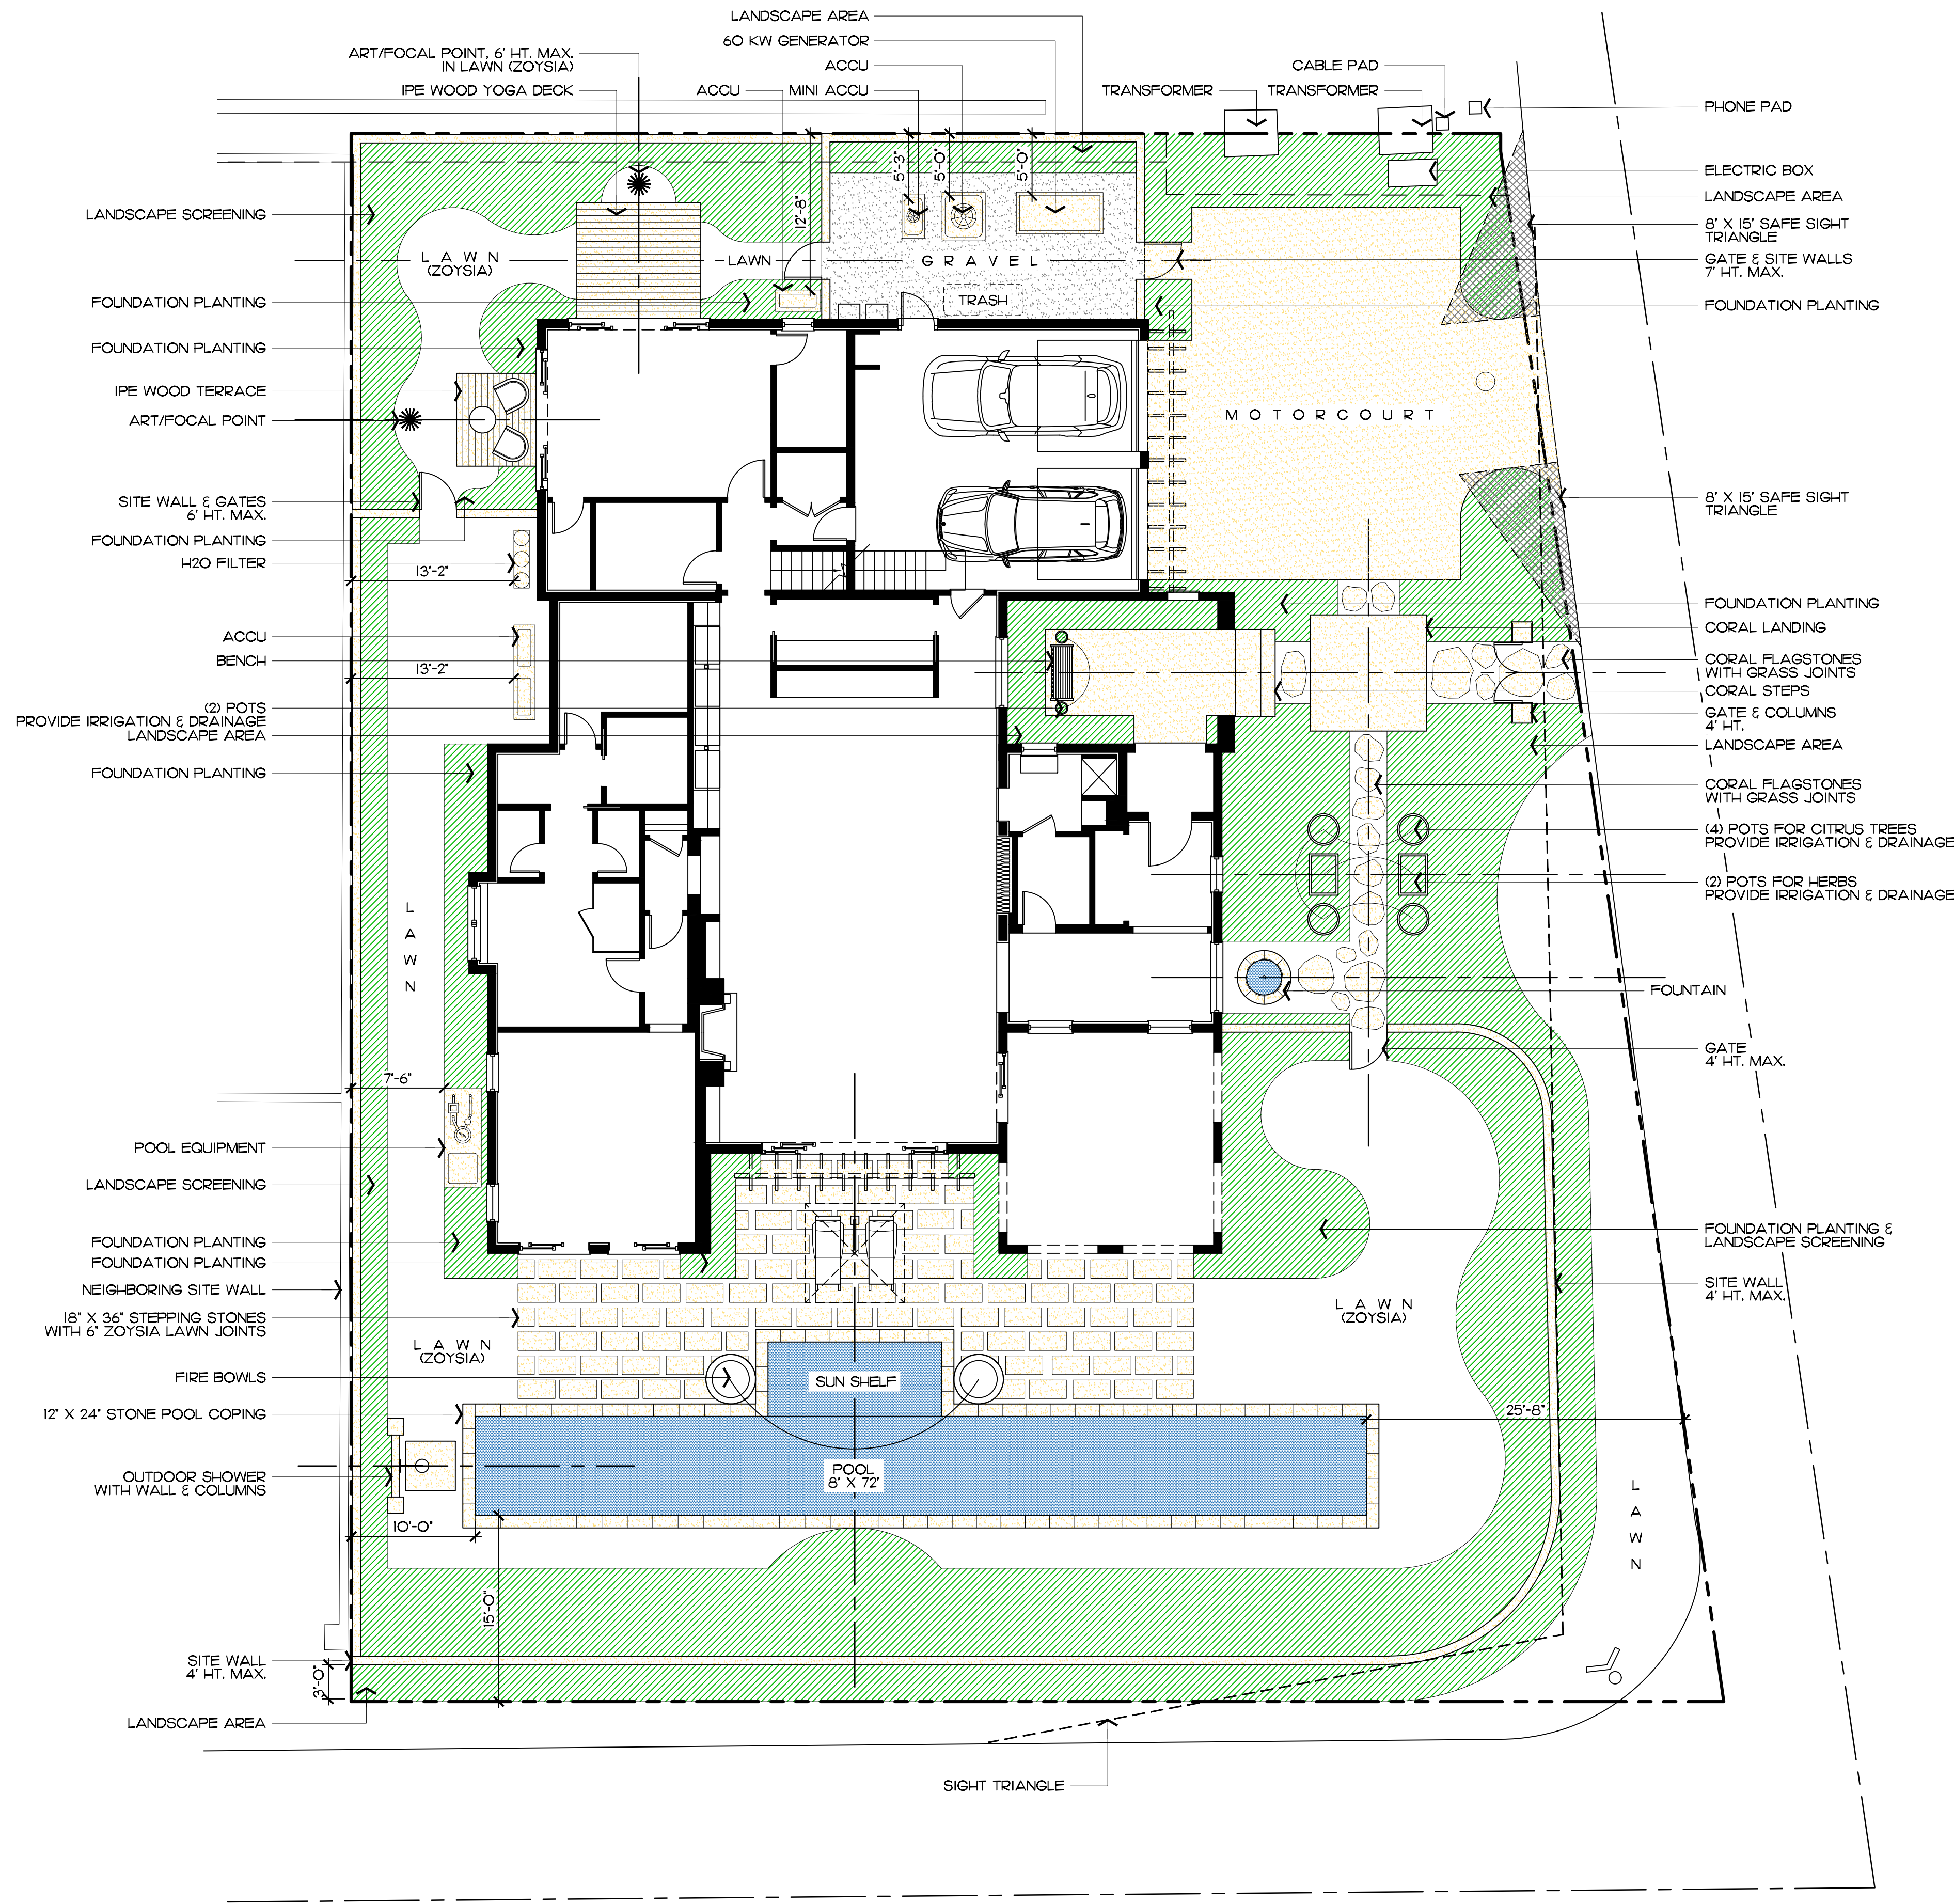 LANDSCAPE AREA
60 KW GENERATOR
ACCU
ART/FOCAL POINT, 6' HT. MAX.
IN LAWN (ZOYSIA)
IPE WOOD YOGA DECK
ACCU
MINI ACCU
TRANSFORMER
TRANSFORMER
CABLE PAD
PHONE PAD
ELECTRIC BOX
LANDSCAPE AREA
8' X 15' SAFE SIGHT
TRIANGLE
GATE & SITE WALLS
7' HT. MAX.
FOUNDATION PLANTING
8' X 15' SAFE SIGHT
TRIANGLE
FOUNDATION PLANTING
CORAL LANDING
CORAL FLAGSTONES
WITH GRASS JOINTS
CORAL STEPS
GATE & COLUMNS
4' HT.
LANDSCAPE AREA
CORAL FLAGSTONES
WITH GRASS JOINTS
(4) POTS FOR CITRUS TREES
PROVIDE IRRIGATION & DRAINAGE
(2) POTS FOR HERBS
PROVIDE IRRIGATION & DRAINAGE
FOUNTAIN
GATE
4' HT. MAX.
FOUNDATION PLANTING &
LANDSCAPE SCREENING
SITE WALL
4' HT. MAX.
LANDSCAPE SCREENING
FOUNDATION PLANTING
FOUNDATION PLANTING
IPE WOOD TERRACE
ART/FOCAL POINT
SITE WALL & GATES
6' HT. MAX.
FOUNDATION PLANTING
H2O FILTER
ACCU
BENCH
(2) POTS
PROVIDE IRRIGATION & DRAINAGE
LANDSCAPE AREA
FOUNDATION PLANTING
POOL EQUIPMENT
LANDSCAPE SCREENING
FOUNDATION PLANTING
FOUNDATION PLANTING
NEIGHBORING SITE WALL
18" X 36" STEPPING STONES
WITH 6" ZOYSIA LAWN JOINTS
FIRE BOWLS
12" X 24" STONE POOL COPING
OUTDOOR SHOWER
WITH WALL & COLUMNS
SITE WALL
4' HT. MAX.
LANDSCAPE AREA
SIGHT TRIANGLE
12'-8"
5'-3"
5'-0"
5'-0"
LAWN
(ZOYSIA)
LAWN
GRAVEL
TRASH
MOTORCOURT
13'-2"
13'-2"
LAWN
7'-6"
LAWN
(ZOYSIA)
LAWN
(ZOYSIA)
SUN SHELF
POOL
8' X 72'
25'-8"
10'-0"
15'-0"
3'-0"
LAWN